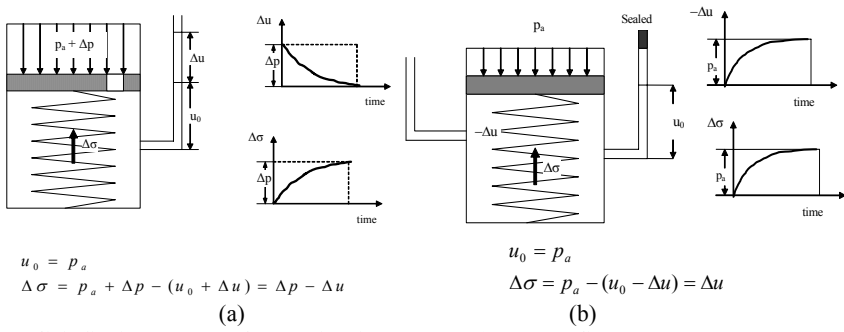 pa + Δp
Δu
u0
Δσ
Δu
Δp
time
Δσ
Δp
time
u0 = pa
Δσ = pa + Δp − (u0 + Δu) = Δp − Δu
(a)
pa
Sealed
u0
−Δu
Δσ
−Δu
pa
time
Δσ
pa
time
u0 = pa
Δσ = pa − (u0 − Δu) = Δu
(b)